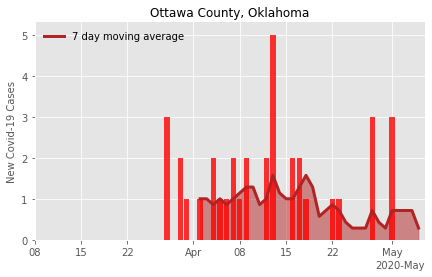 Ottawa County, Oklahoma
7 day moving average
New Covid-19 Cases
5
4
3
2
1
0
08 15 22 Apr 08 15 22 May
2020-May